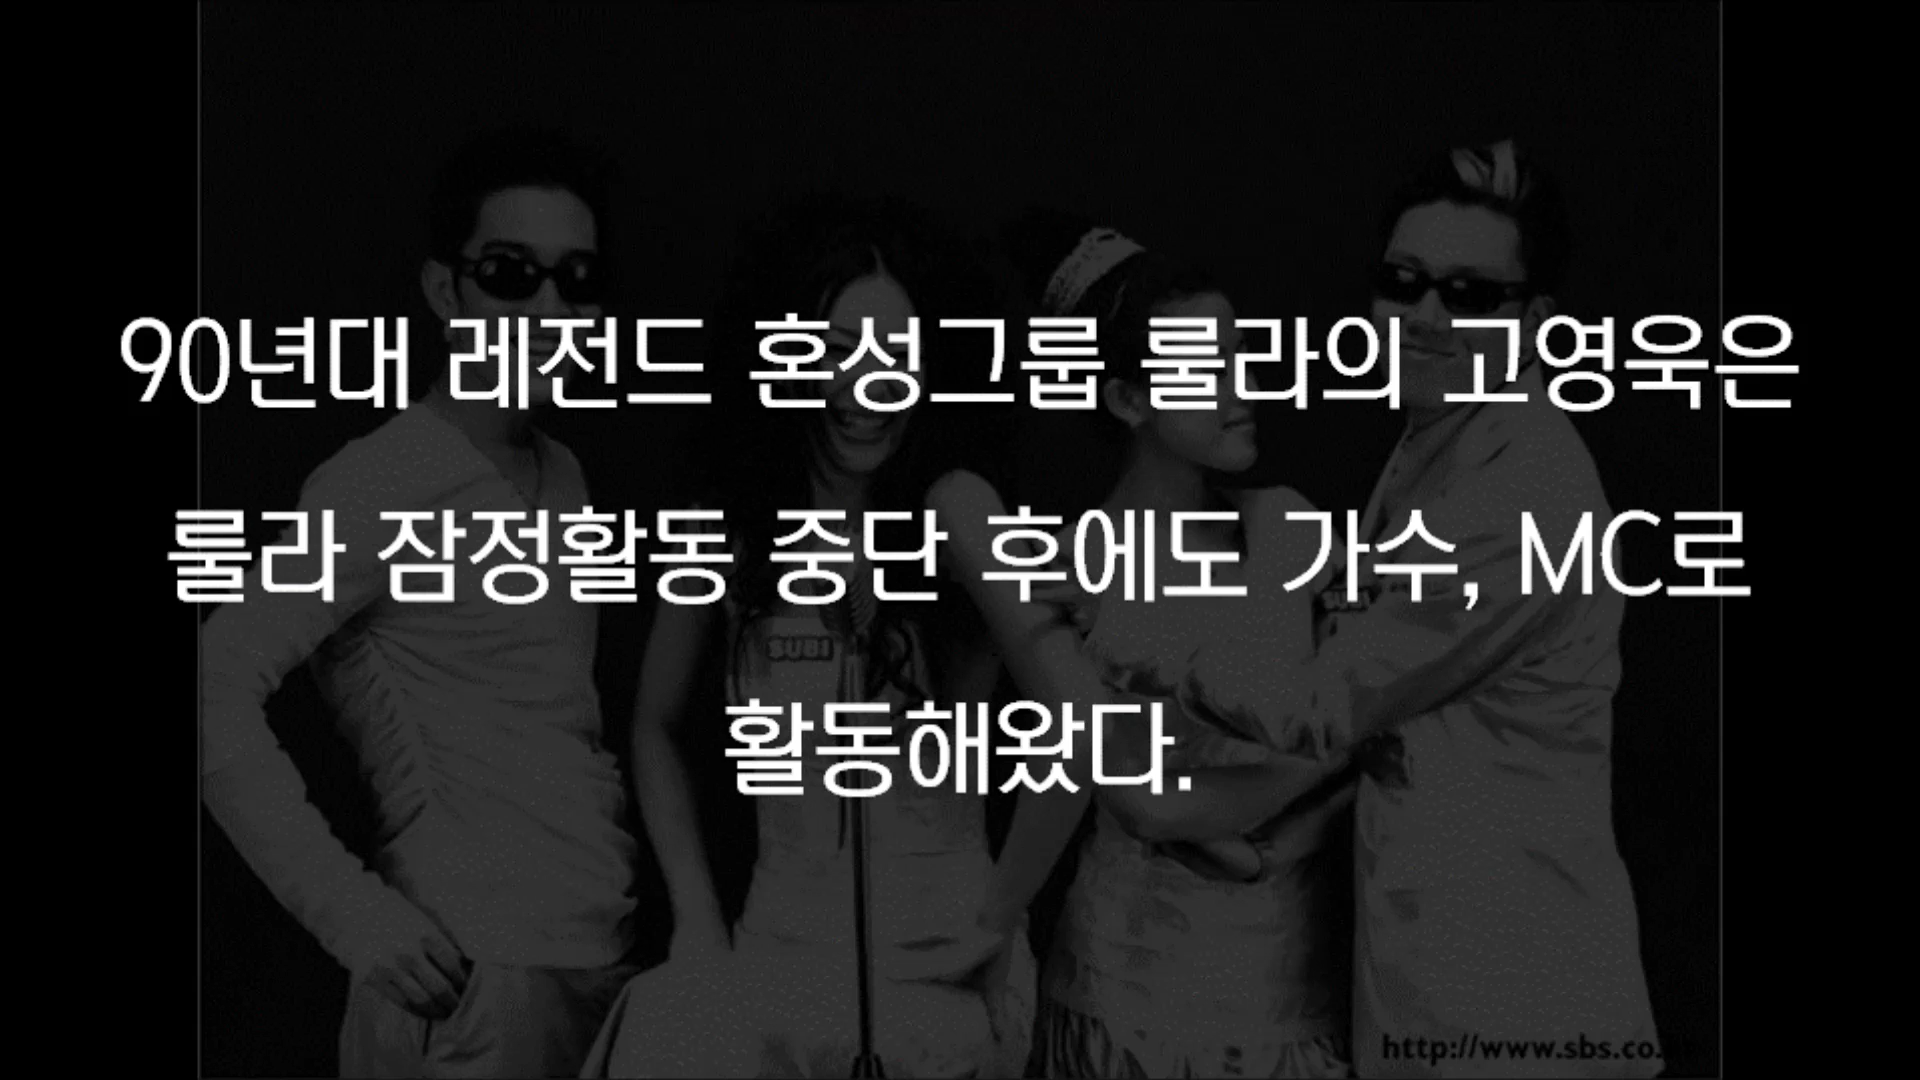 90년대 레전드 혼성그룹 룰라의 고영욱은
룰라 잠정활동 중단 후에도 가수, MC로
활동해왔다.
SUBI
SUBI
http://www.sbs.co.